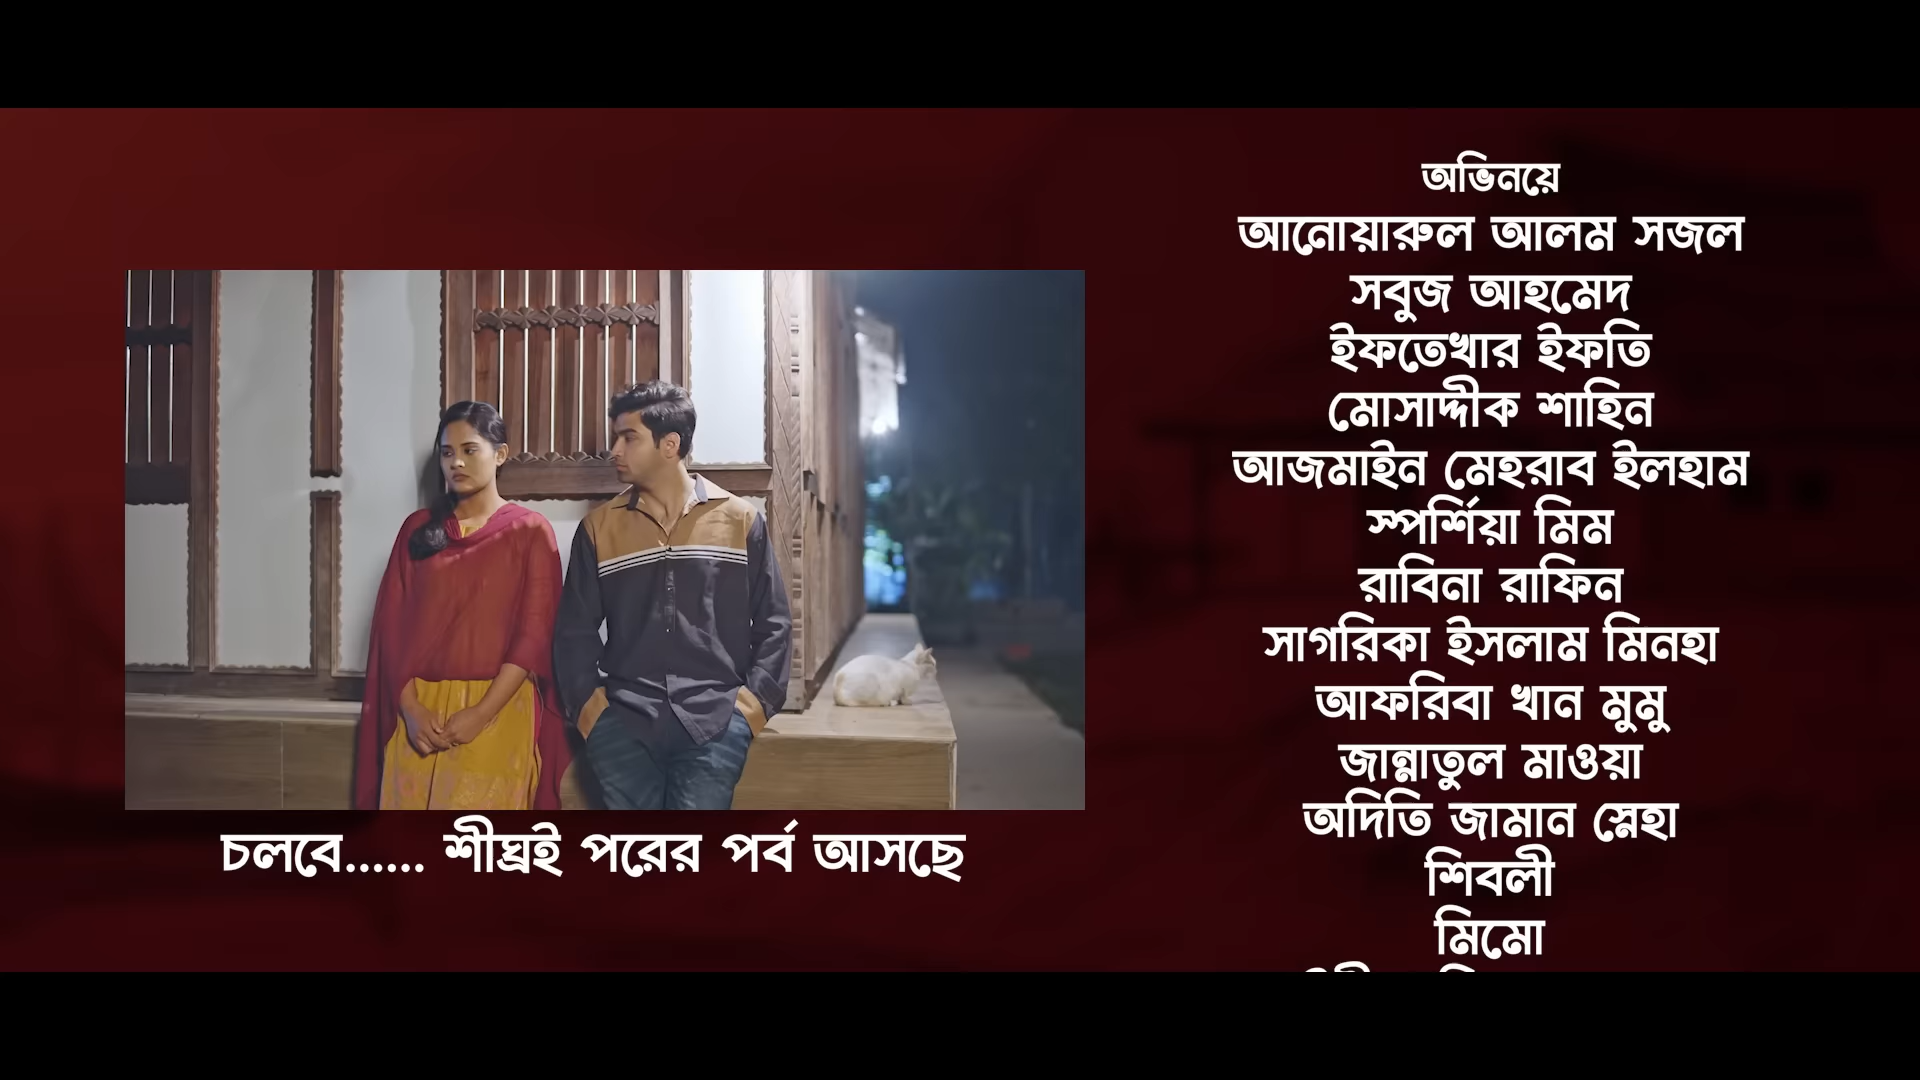 অভিনয়ে
আনোয়ারুল আলম সজল
সবুজ আহমেদ
ইফতেখার ইফতি
মোসাদ্দীক শাহিন
আজমাইন মেহরাব ইলহাম
স্পর্শিয়া মিম
রাবিনা রাফিন
সাগরিকা ইসলাম মিনহা
আফরিবা খান মুমু
জান্নাতুল মাওয়া
অদিতি জামান স্নেহা
শিবলী
মিমো
চলবে...... শীঘ্রই পরের পর্ব আসছে